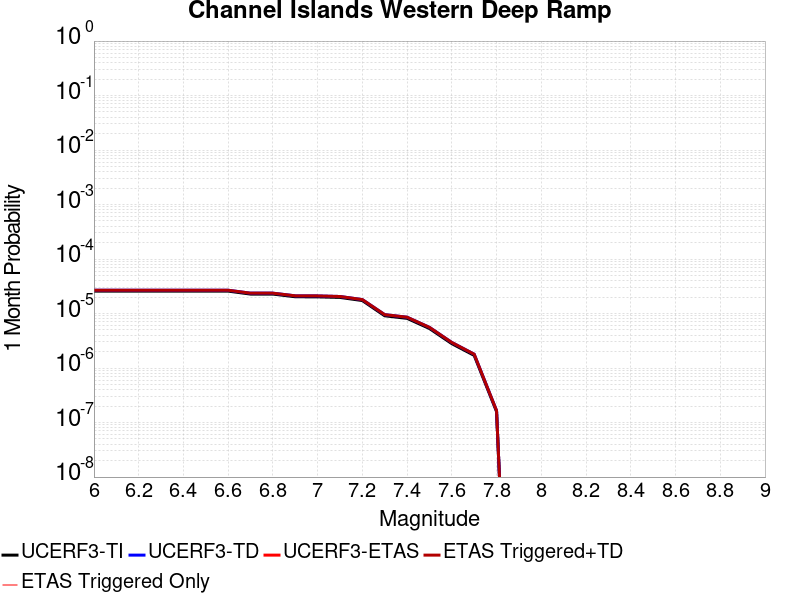 Channel Islands Western Deep Ramp
1 Month Probability
10^0
10^-1
10^-2
10^-3
10^-4
10^-5
10^-6
10^-7
10^-8
6 6.2 6.4 6.6 6.8 7 7.2 7.4 7.6 7.8 8 8.2 8.4 8.6 8.8 9
Magnitude
UCERF3-TI UCERF3-TD UCERF3-ETAS ETAS Triggered+TD
ETAS Triggered Only